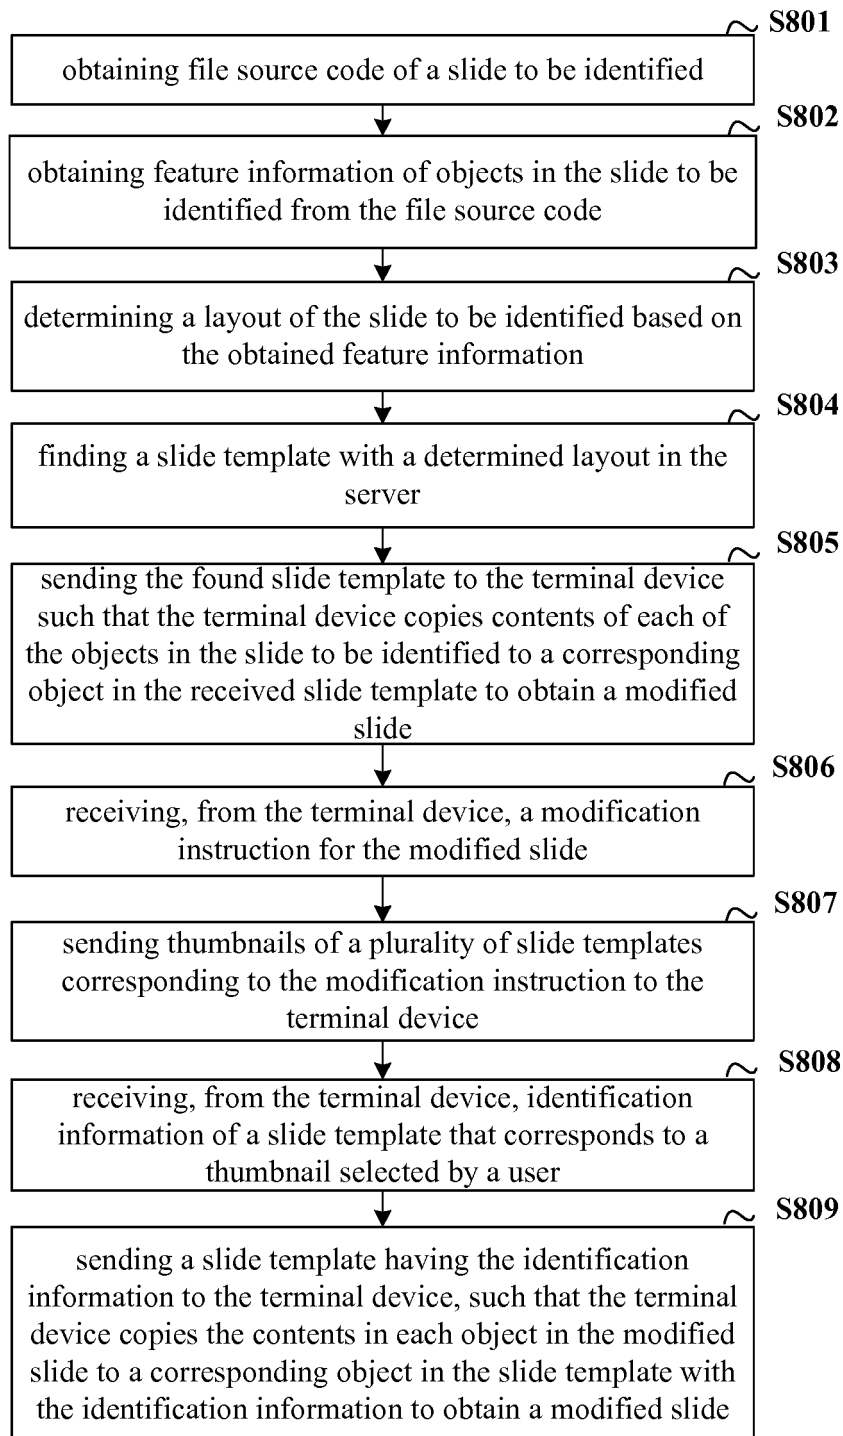 S801
obtaining file source code of a slide to be identified
S802
obtaining feature information of objects in the slide to be
identified from the file source code
S803
determining a layout of the slide to be identified based on
the obtained feature information
S804
finding a slide template with a determined layout in the
server
S805
sending the found slide template to the terminal device
such that the terminal device copies contents of each of
the objects in the slide to be identified to a corresponding
object in the received slide template to obtain a modified
slide
S806
receiving, from the terminal device, a modification
instruction for the modified slide
S807
sending thumbnails of a plurality of slide templates
corresponding to the modification instruction to the
terminal device
S808
receiving, from the terminal device, identification
information of a slide template that corresponds to a
thumbnail selected by a user
S809
sending a slide template having the identification
information to the terminal device, such that the terminal
device copies the contents in each object in the modified
slide to a corresponding object in the slide template with
the identification information to obtain a modified slide